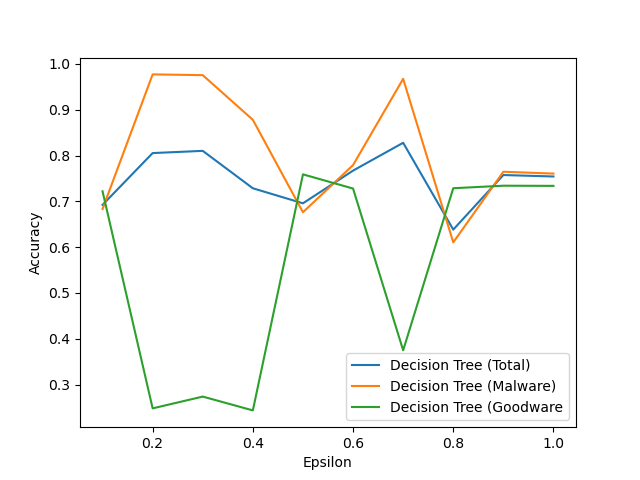 1.0
0.9
0.8
0.7
0.6
0.5
0.4
0.3
Accuracy
Decision Tree (Total)
Decision Tree (Malware)
Decision Tree (Goodware
0.2 0.4 0.6 0.8 1.0
Epsilon